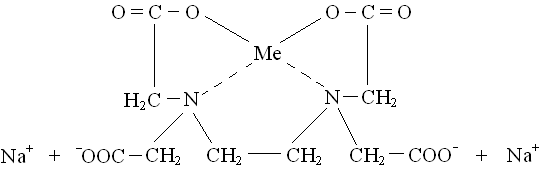 O=C–O O–C=O
Me
H₂C–N N–CH₂
Na⁺ + ⁻OOC–CH₂ CH₂—CH₂ CH₂–COO⁻ + Na⁺